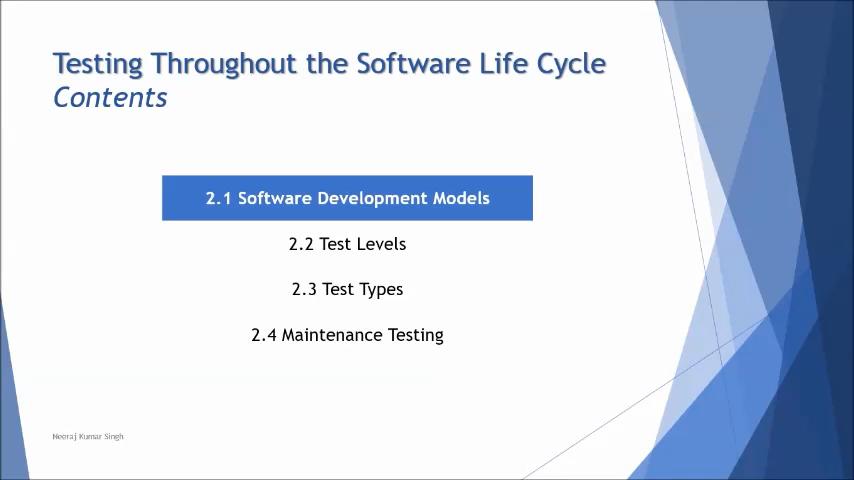 Testing Throughout the Software Life Cycle
Contents
2.1 Software Development Models
2.2 Test Levels
2.3 Test Types
2.4 Maintenance Testing
Neeraj Kumar Singh